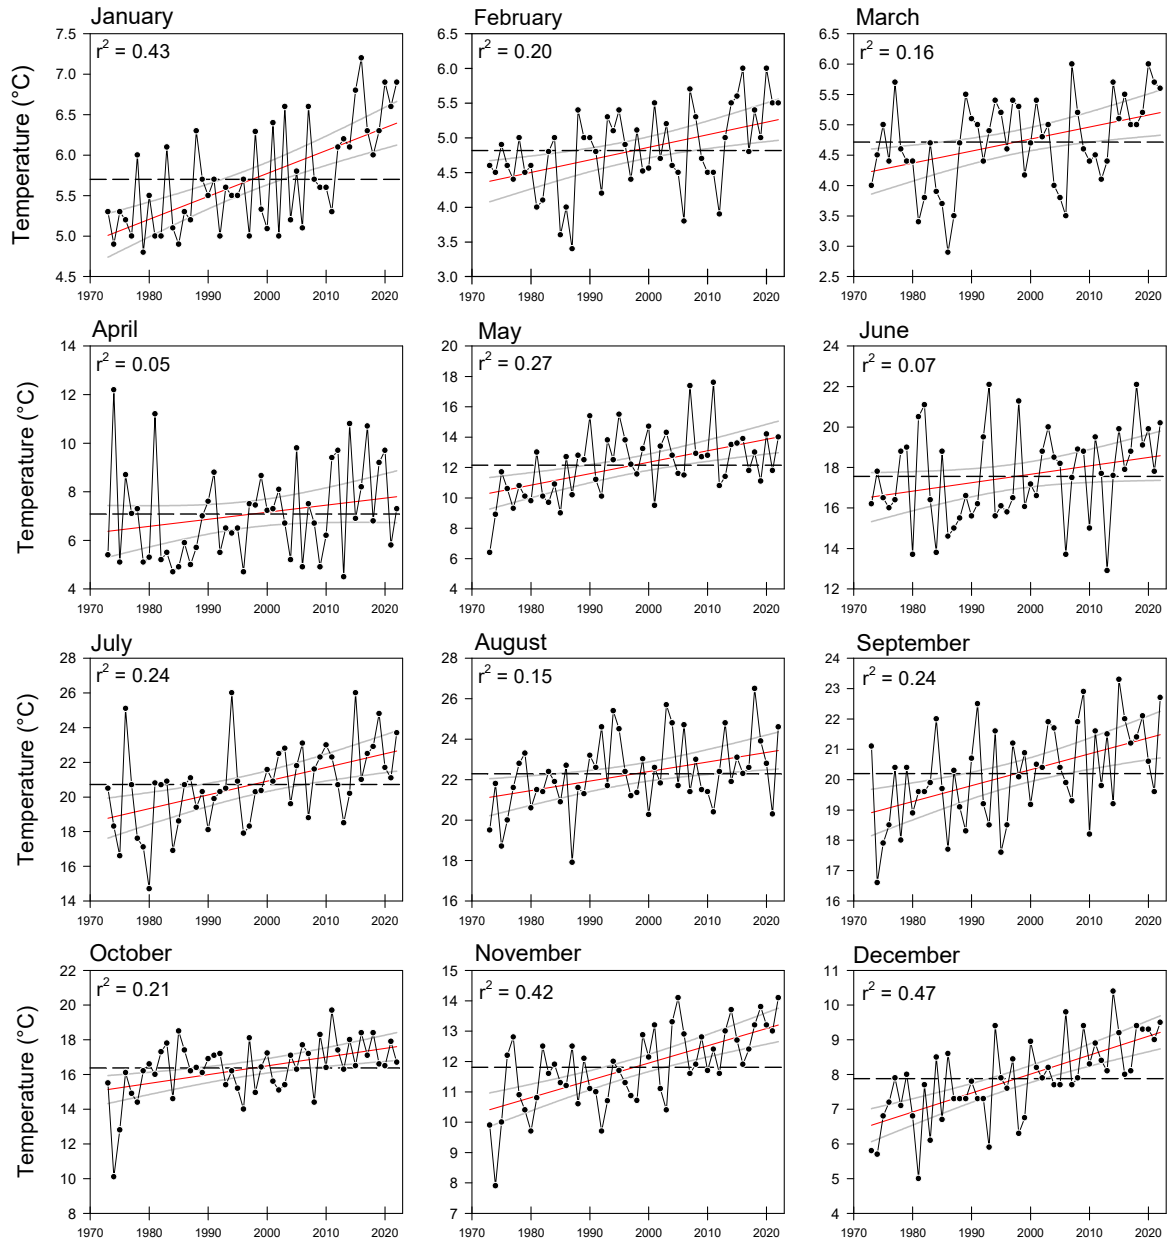 January
February
March
r² = 0.43
r² = 0.20
r² = 0.16
Temperature (°C)
7.5
7.0
6.5
6.0
5.5
5.0
4.5
1970 1980 1990 2000 2010 2020
6.5
6.0
5.5
5.0
4.5
4.0
3.5
3.0
1970 1980 1990 2000 2010 2020
6.5
6.0
5.5
5.0
4.5
4.0
3.5
3.0
2.5
1970 1980 1990 2000 2010 2020
April
May
June
r² = 0.05
r² = 0.27
r² = 0.07
Temperature (°C)
14
12
10
8
6
4
1970 1980 1990 2000 2010 2020
20
18
16
14
12
10
8
6
4
1970 1980 1990 2000 2010 2020
24
22
20
18
16
14
12
1970 1980 1990 2000 2010 2020
July
August
September
r² = 0.24
r² = 0.15
r² = 0.24
Temperature (°C)
28
26
24
22
20
18
16
14
1970 1980 1990 2000 2010 2020
28
26
24
22
20
18
16
1970 1980 1990 2000 2010 2020
24
23
22
21
20
19
18
17
16
1970 1980 1990 2000 2010 2020
October
November
December
r² = 0.21
r² = 0.42
r² = 0.47
Temperature (°C)
22
20
18
16
14
12
10
8
1970 1980 1990 2000 2010 2020
15
14
13
12
11
10
9
8
7
1970 1980 1990 2000 2010 2020
11
10
9
8
7
6
5
4
1970 1980 1990 2000 2010 2020